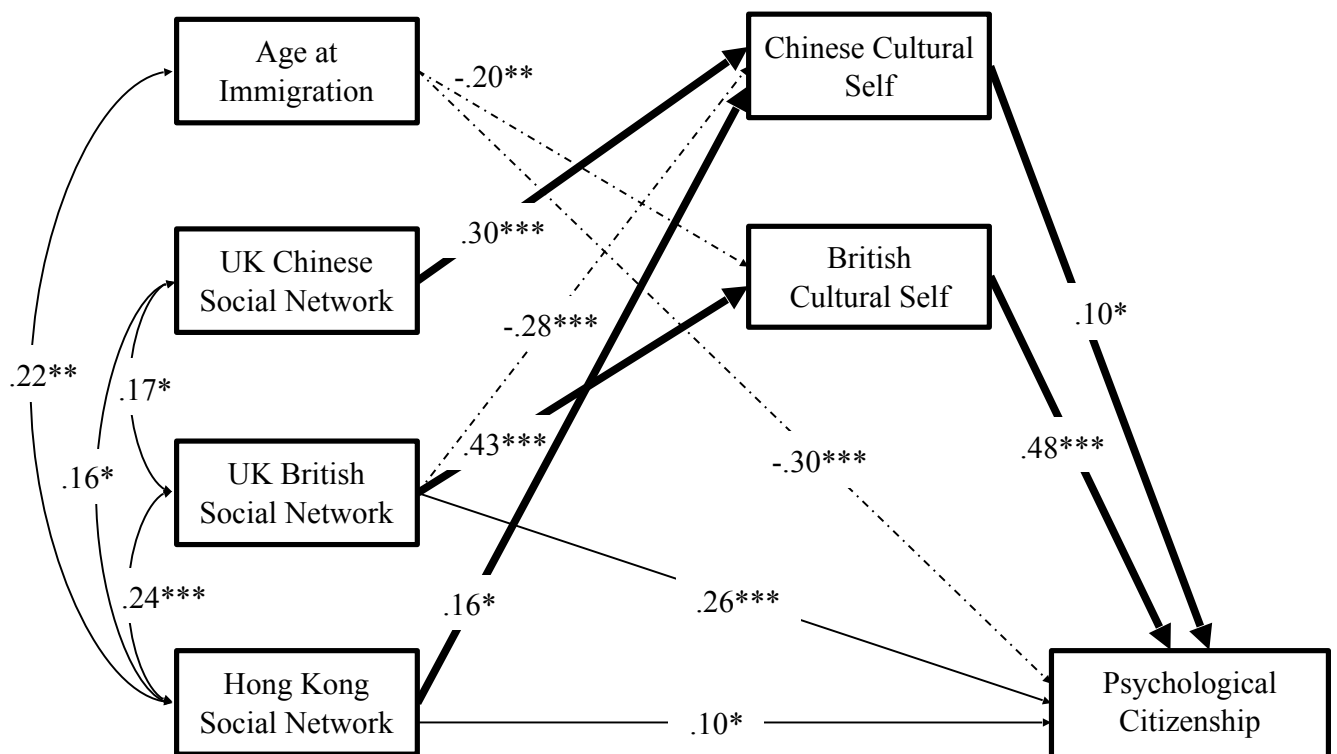 Age at
Immigration
Chinese Cultural
Self
-.20**
UK Chinese
Social Network
.30***
British
Cultural Self
-.28***
.10*
.22**
.17*
.16*
UK British
Social Network
.43***
-.30***
.48***
.24***
.16*
.26***
Hong Kong
Social Network
.10*
Psychological
Citizenship